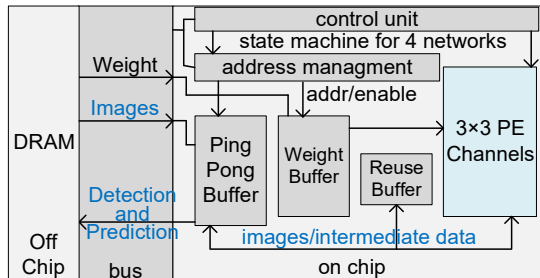 control unit
state machine for 4 networks
Weight
address managment
addr/enable
Images
DRAM
Ping
Pong
Buffer
Weight
Buffer
Reuse
Buffer
3×3 PE
Channels
Detection
and
Prediction
images/intermediate data
Off
Chip
bus
on chip